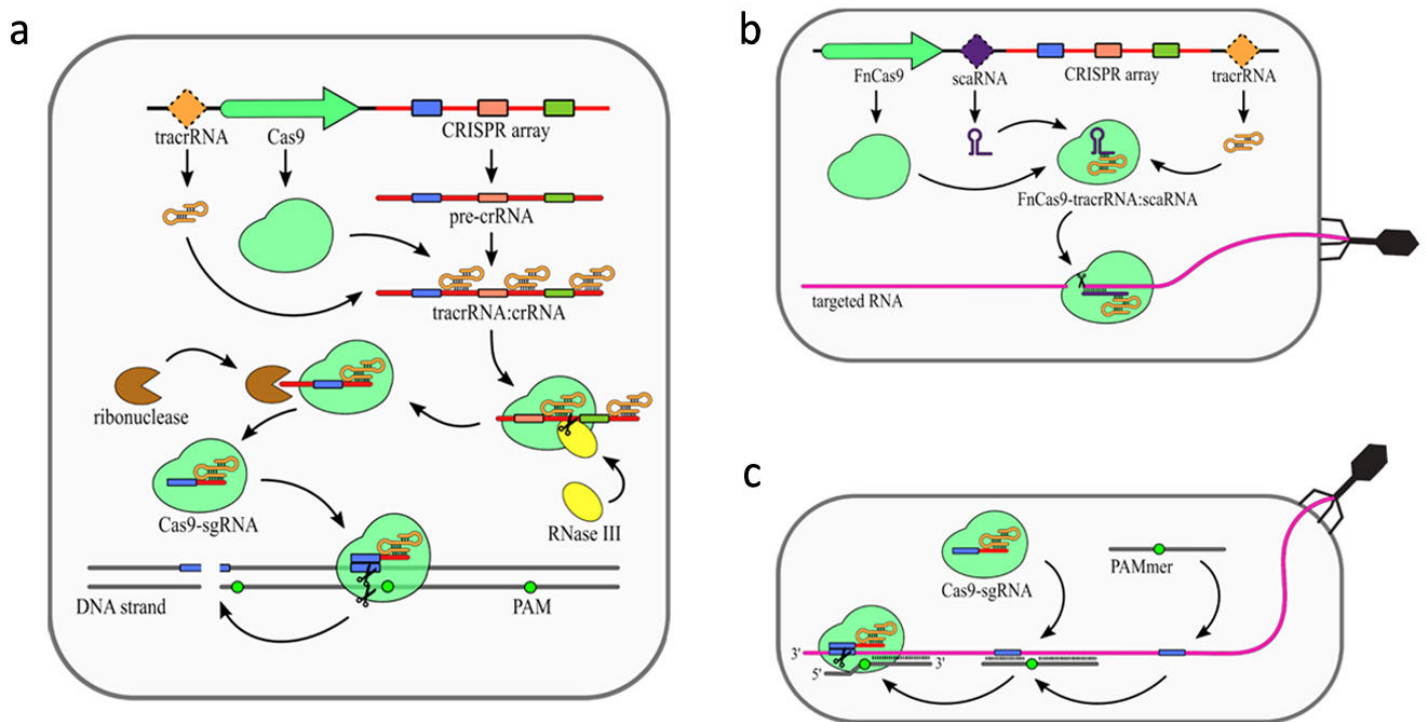 a
tracrRNA
Cas9
CRISPR array
pre-crRNA
tracrRNA:crRNA
ribonuclease
Cas9-sgRNA
RNase III
DNA strand
PAM
b
FnCas9
scaRNA
CRISPR array
tracrRNA
FnCas9-tracrRNA:scaRNA
targeted RNA
c
Cas9-sgRNA
PAMmer
3'
5'
3'